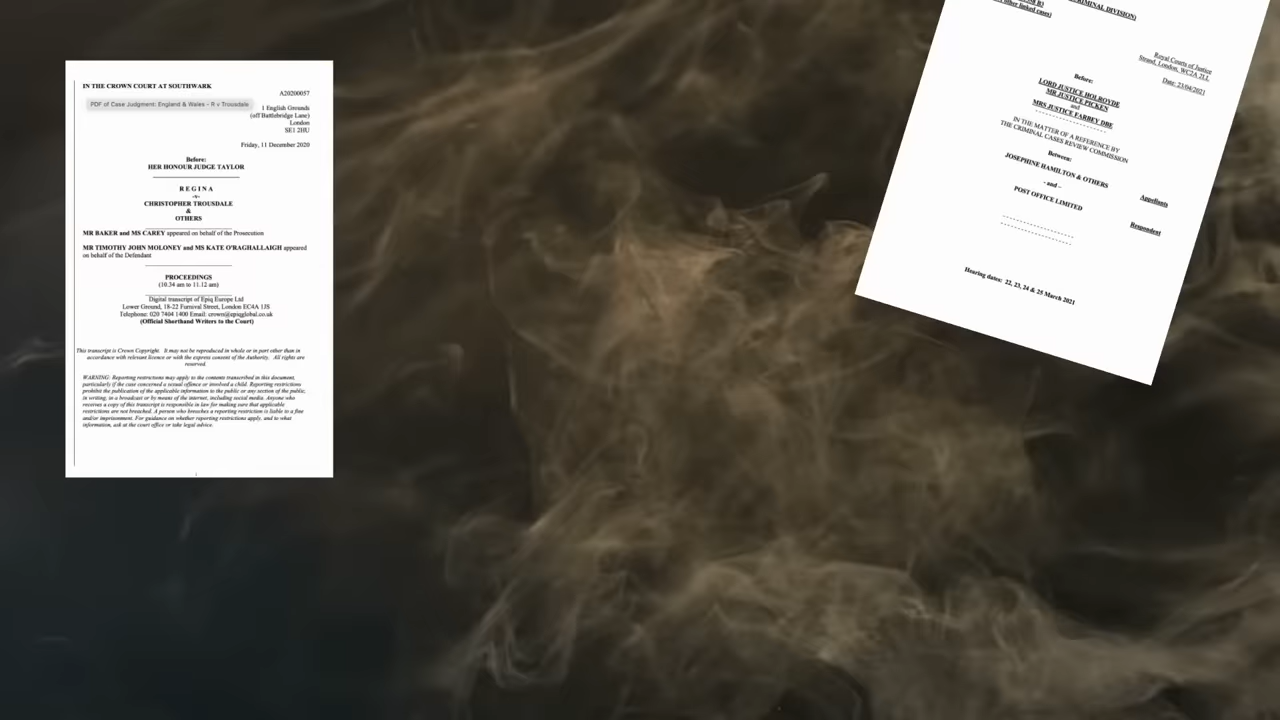 IN THE CROWN COURT AT SOUTHWARK
A20200057
PDF of Case Judgment: England & Wales – R v Trousdale
1 English Grounds
(off Battlebridge Lane)
London
SE1 2HU
Friday, 11 December 2020
Before:
HER HONOUR JUDGE TAYLOR
R E G I N A
-v-
CHRISTOPHER TROUSDALE
&
OTHERS
MR BAKER and MS CAREY appeared on behalf of the Prosecution
MR TIMOTHY JOHN MOLONEY and MS KATE O'RAGHALLAIGH appeared
on behalf of the Defendant
PROCEEDINGS
(10.34 am to 11.12 am)
Digital transcript of Epiq Europe Ltd
Lower Ground, 18-22 Furnival Street, London EC4A 1JS
Telephone: 020 7404 1400 Email: crown@epiqglobal.co.uk
(Official Shorthand Writers to the Court)
This transcript is Crown Copyright. It may not be reproduced in whole or in part other than in
accordance with relevant licence or with the express consent of the Authority. All rights are
reserved.
WARNING: Reporting restrictions may apply to the contents transcribed in this document,
particularly if the case concerned a sexual offence or involved a child. Reporting restrictions
prohibit the publication of the applicable information to the public or any section of the public,
in writing, in a broadcast or by means of the internet, including social media. Anyone who
receives a copy of this transcript is responsible in law for making sure that applicable
restrictions are not breached. A person who breaches a reporting restriction is liable to a fine
and/or imprisonment. For guidance on whether reporting restrictions apply, and to what
information, ask at the court office or take legal advice.
1
DIVISION)
other linked cases)
Royal Courts of Justice
Strand, London, WC2A 2LL
Date: 23/04/2021
Before:
LORD JUSTICE HOLROYDE
MR JUSTICE PICKEN
and
MRS JUSTICE FARBEY DBE
IN THE MATTER OF A REFERENCE BY
THE CRIMINAL CASES REVIEW COMMISSION
Between:
JOSEPHINE HAMILTON & OTHERS
Appellants
- and –
POST OFFICE LIMITED
Respondent
Hearing dates: 22, 23, 24 & 25 March 2021